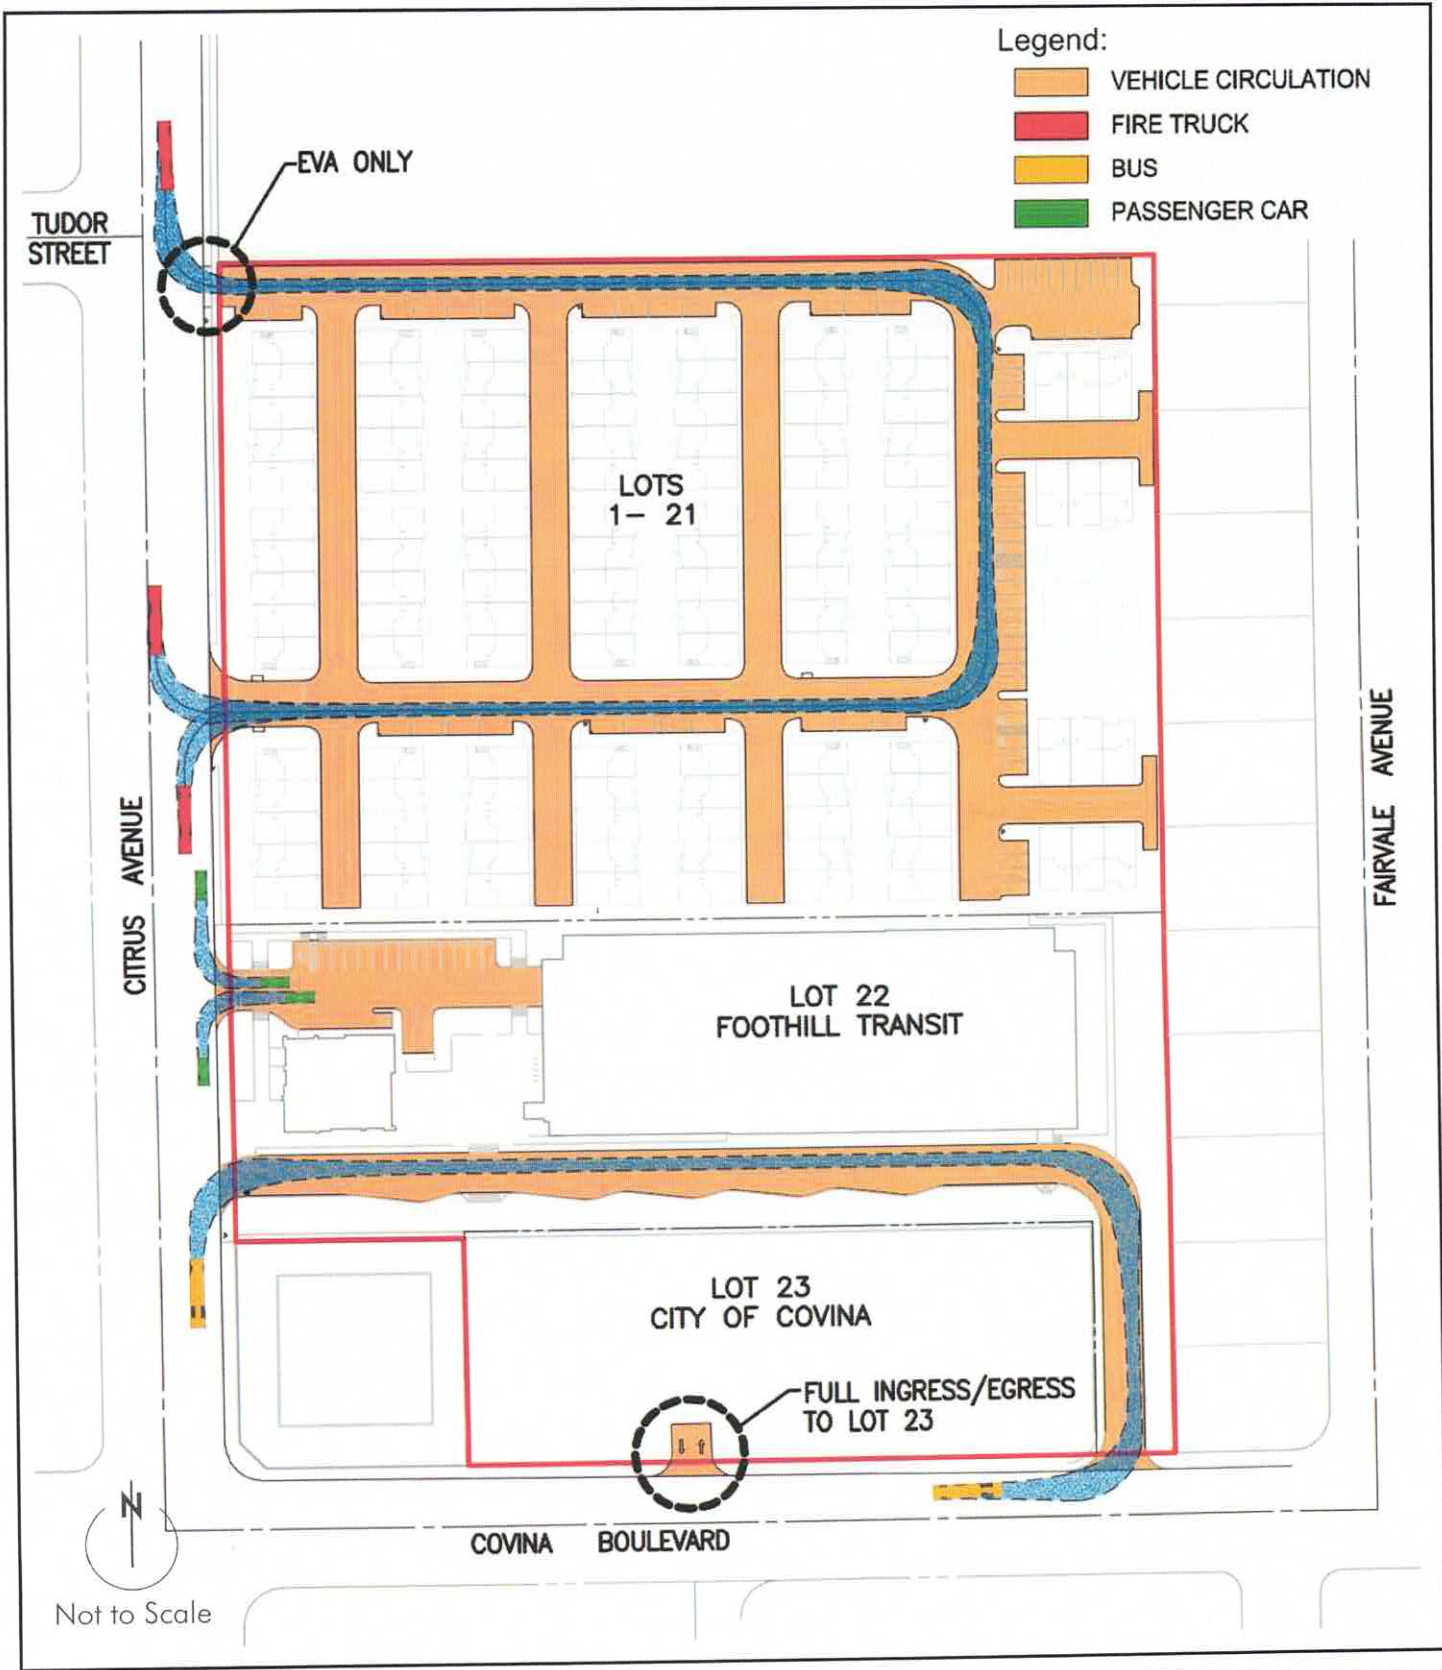 Legend:
VEHICLE CIRCULATION
FIRE TRUCK
BUS
PASSENGER CAR
EVA ONLY
TUDOR
STREET
LOTS
1- 21
CITRUS AVENUE
FAIRVALE AVENUE
LOT 22
FOOTHILL TRANSIT
LOT 23
CITY OF COVINA
FULL INGRESS/EGRESS
TO LOT 23
N
COVINA BOULEVARD
Not to Scale